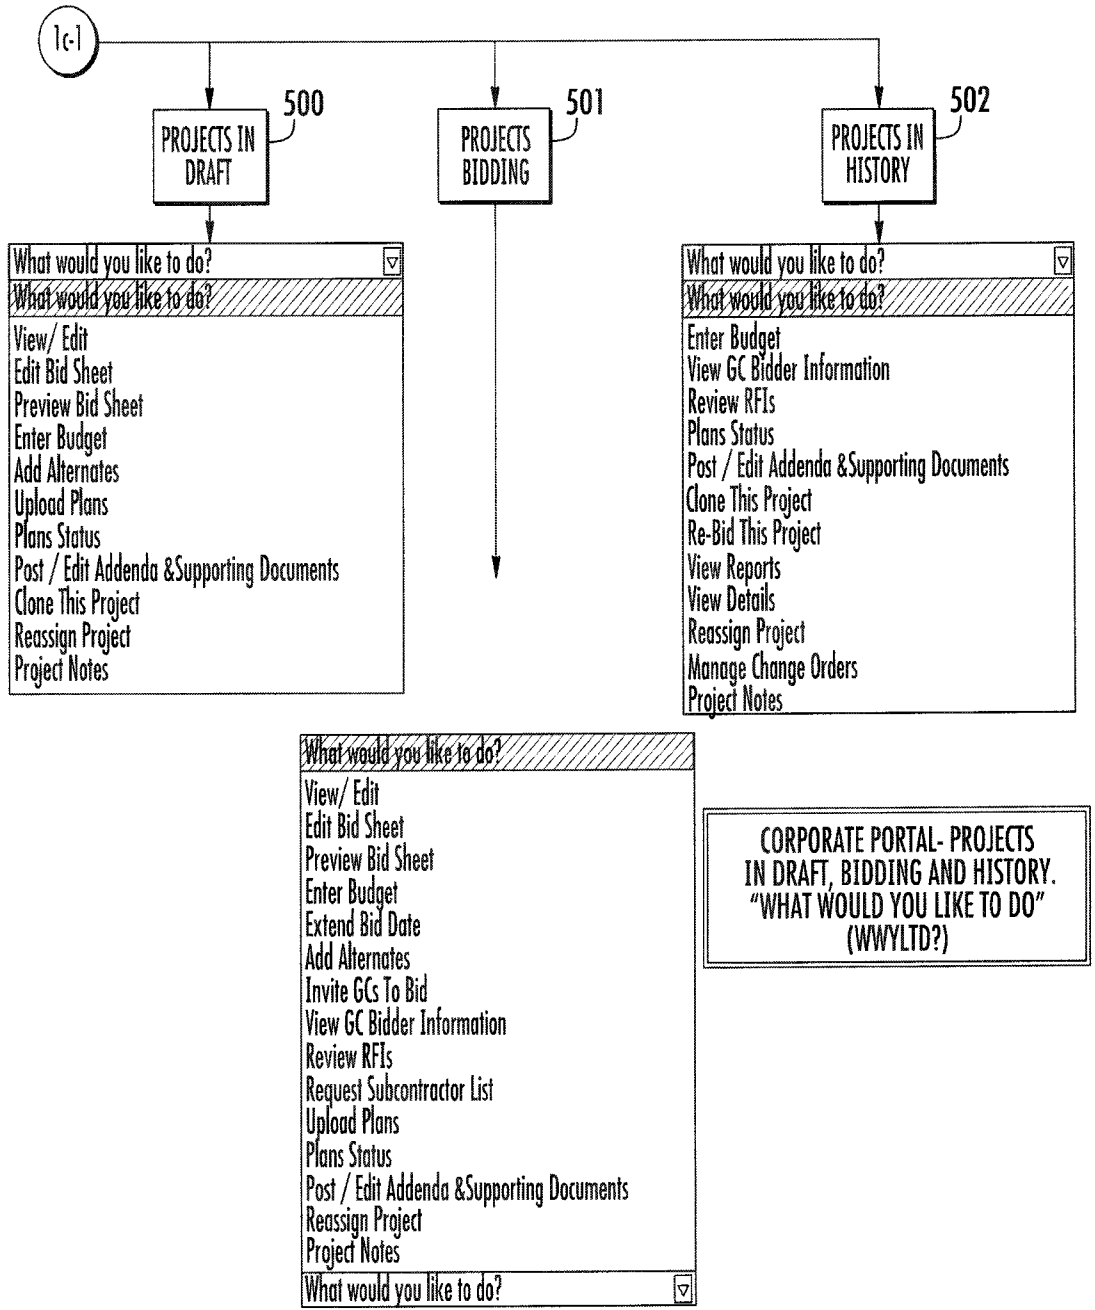 1c-1
500
PROJECTS IN
DRAFT
501
PROJECTS
BIDDING
502
PROJECTS IN
HISTORY
What would you like to do?
What would you like to do?
View/ Edit
Edit Bid Sheet
Preview Bid Sheet
Enter Budget
Add Alternates
Upload Plans
Plans Status
Post / Edit Addenda &Supporting Documents
Clone This Project
Reassign Project
Project Notes
What would you like to do?
What would you like to do?
Enter Budget
View GC Bidder Information
Review RFIs
Plans Status
Post / Edit Addenda &Supporting Documents
Clone This Project
Re-Bid This Project
View Reports
View Details
Reassign Project
Manage Change Orders
Project Notes
What would you like to do?
View/ Edit
Edit Bid Sheet
Preview Bid Sheet
Enter Budget
Extend Bid Date
Add Alternates
Invite GCs To Bid
View GC Bidder Information
Review RFIs
Request Subcontractor List
Upload Plans
Plans Status
Post / Edit Addenda &Supporting Documents
Reassign Project
Project Notes
What would you like to do?
CORPORATE PORTAL- PROJECTS
IN DRAFT, BIDDING AND HISTORY.
"WHAT WOULD YOU LIKE TO DO"
(WWYLTD?)